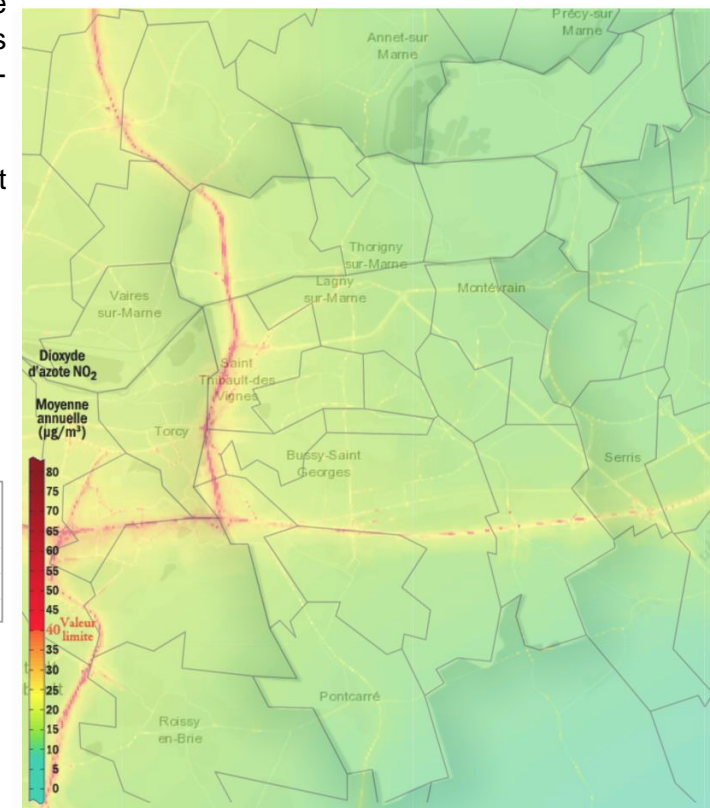 Annet-sur
Marne
Précy-sur
Marne
Thorigny
sur-Marne
Lagny
sur-Marne
Montévrain
Vaires
sur-Marne
Saint
Thibault-des
Vignes
Torcy
Bussy-Saint
Georges
Serris
Pontcarré
Roissy
en-Brie
Dioxyde
d'azote NO₂
Moyenne
annuelle
(µg/m³)
80
75
70
65
60
55
50
45
40 Valeur
limite
35
30
25
20
15
10
5
0